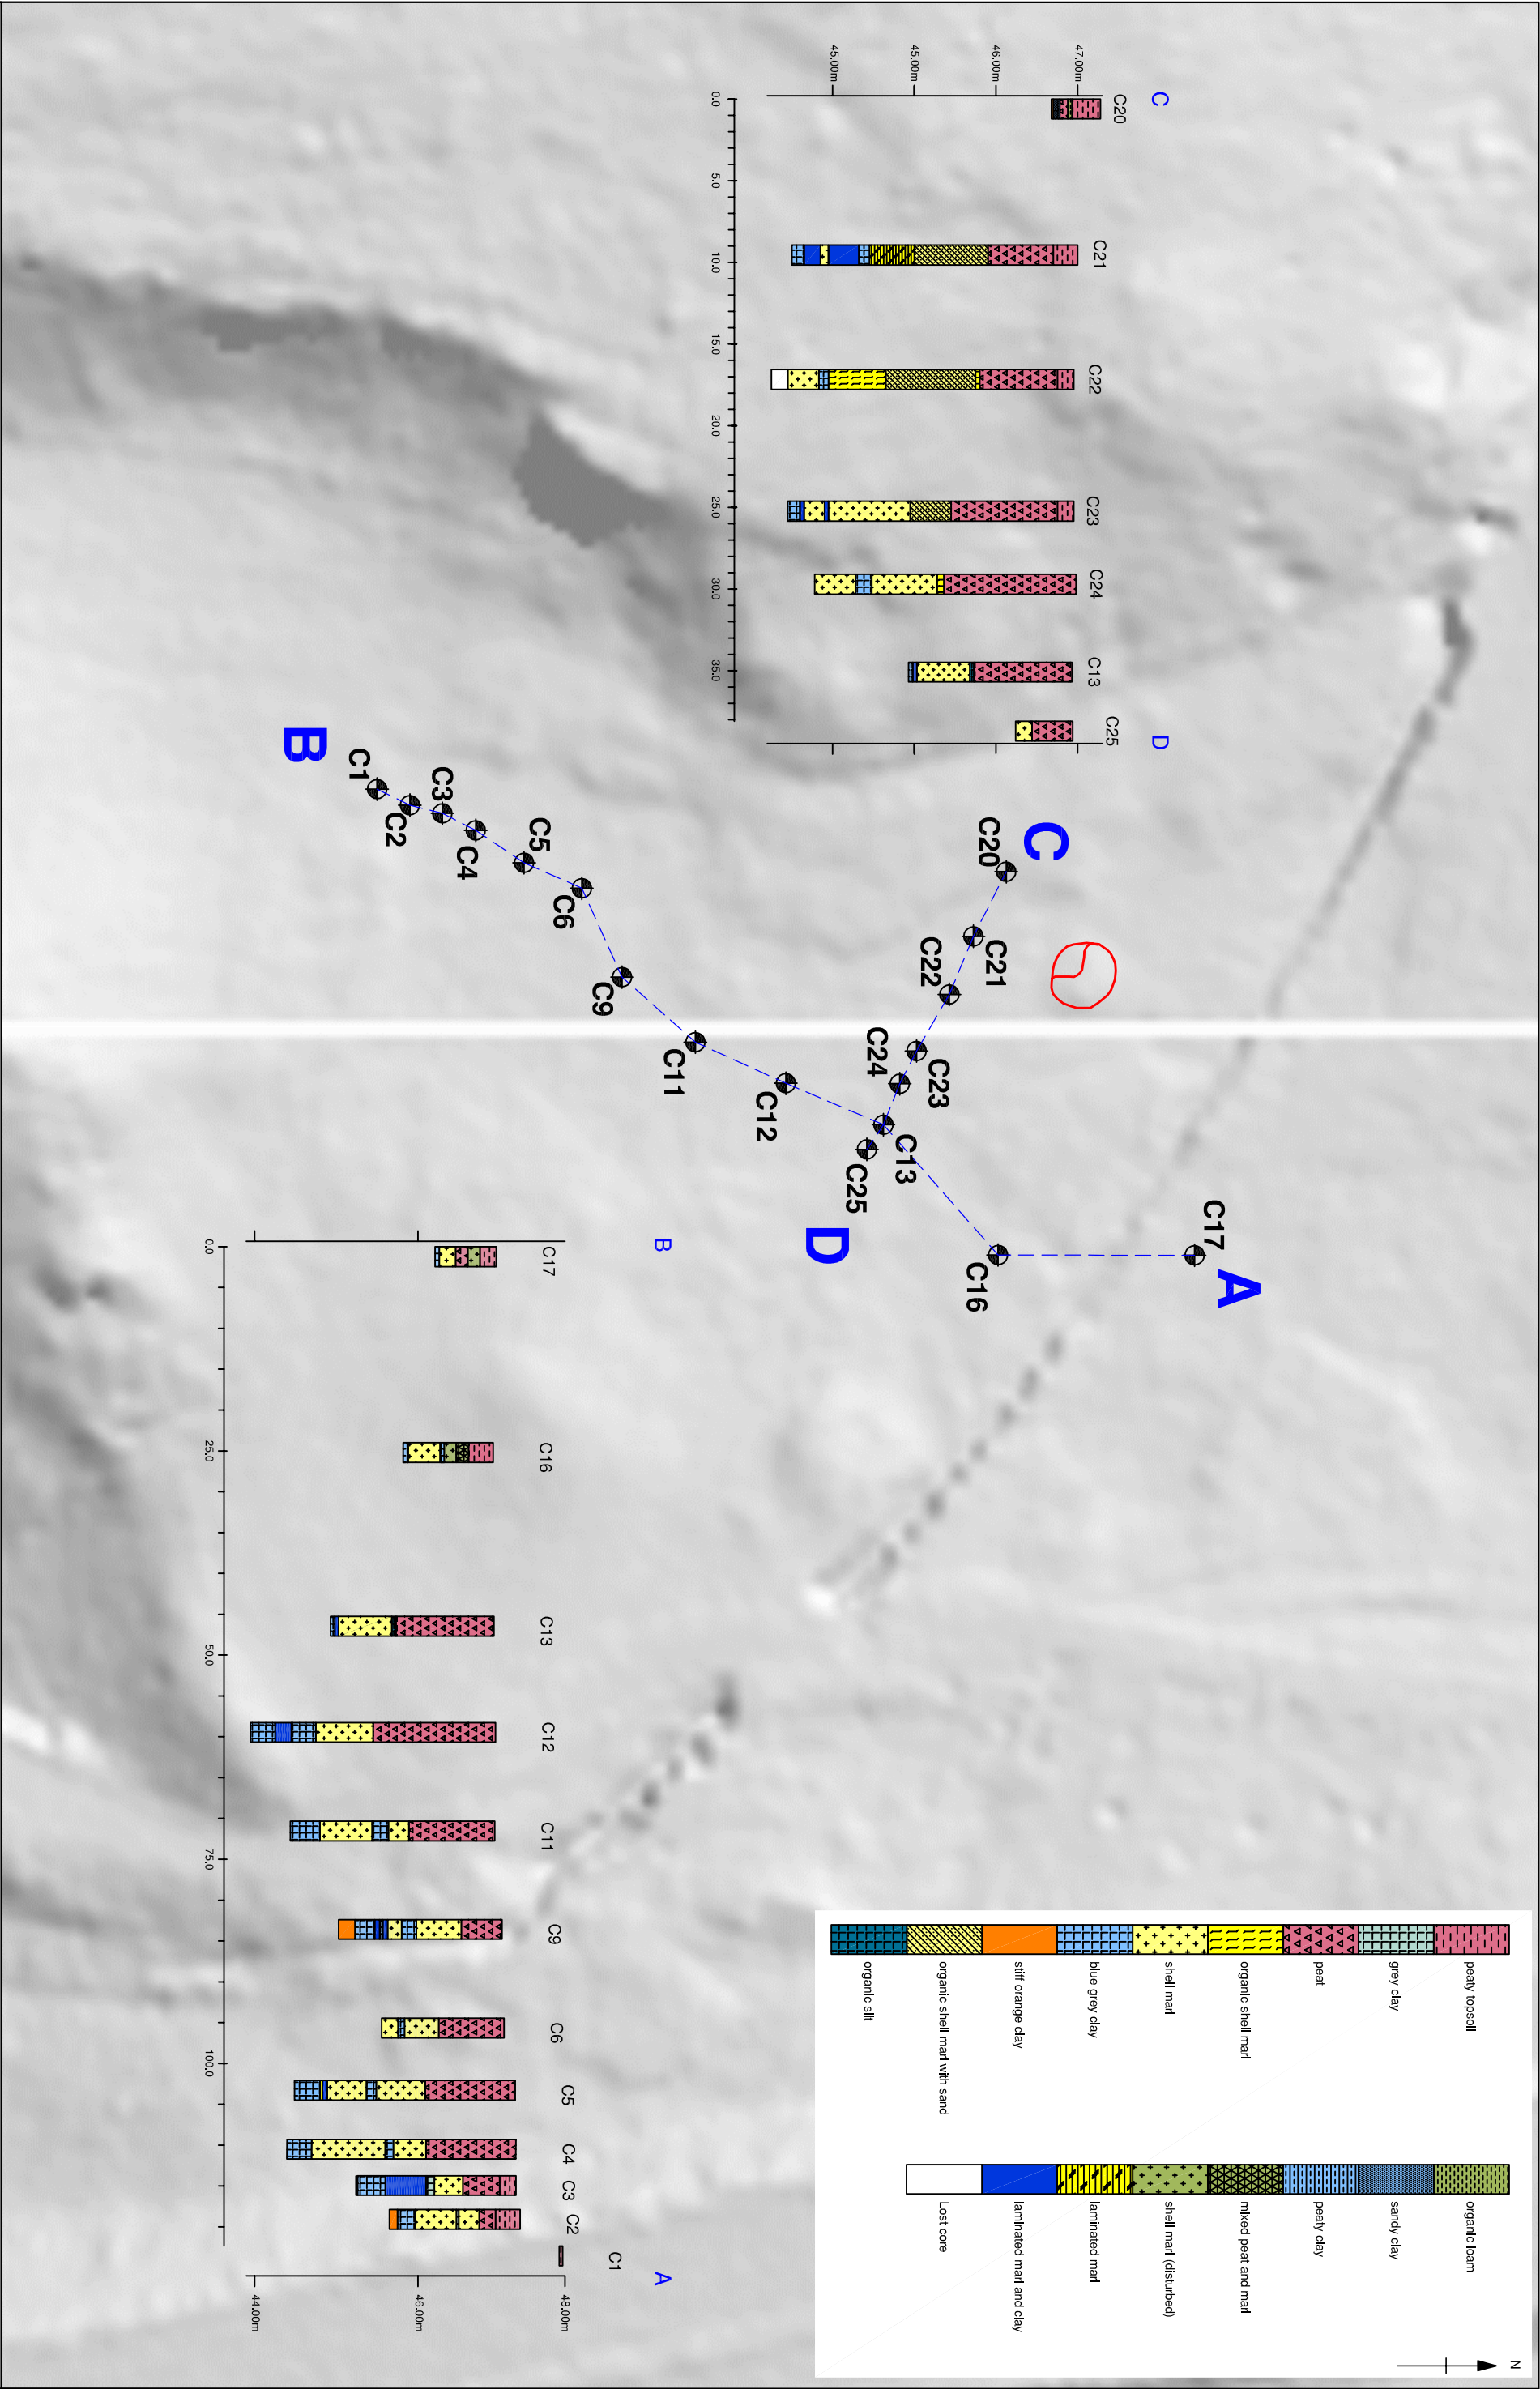 C
D
C20
C21
C22
C23
C24
C13
C25
47.00m
46.00m
45.00m
45.00m
0.0
5.0
10.0
15.0
20.0
25.0
30.0
35.0
A
C17
C16
C
C20
C21
C22
C23
C24
C13
C25
D
C12
C11
C9
C6
C5
C4
C3
C2
C1
B
B
A
C17
C16
C13
C12
C11
C9
C6
C5
C4
C3
C2
C1
48.00m
46.00m
44.00m
0.0
25.0
50.0
75.0
100.0
N
peaty topsoil
grey clay
peat
organic shell marl
shell marl
blue grey clay
stiff orange clay
organic shell marl with sand
organic silt
organic loam
sandy clay
peaty clay
mixed peat and marl
shell marl (disturbed)
laminated marl
laminated marl and clay
Lost core